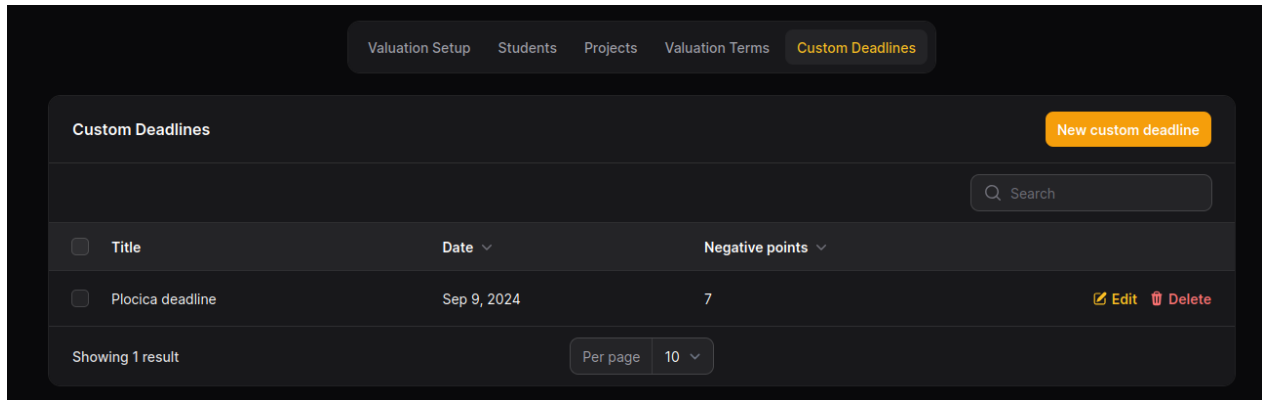 Valuation Setup Students Projects Valuation Terms Custom Deadlines
Custom Deadlines New custom deadline
Search
Title Date Negative points
Plocica deadline Sep 9, 2024 7 Edit Delete
Showing 1 result Per page 10